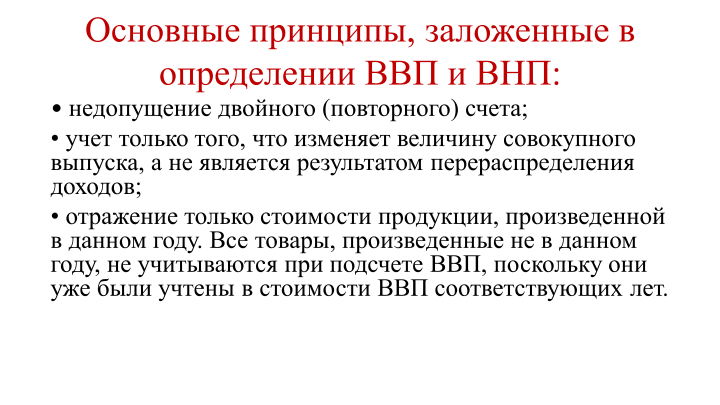 Основные принципы, заложенные в
определении ВВП и ВНП:
• недопущение двойного (повторного) счета;
• учет только того, что изменяет величину совокупного
выпуска, а не является результатом перераспределения
доходов;
• отражение только стоимости продукции, произведенной
в данном году. Все товары, произведенные не в данном
году, не учитываются при подсчете ВВП, поскольку они
уже были учтены в стоимости ВВП соответствующих лет.